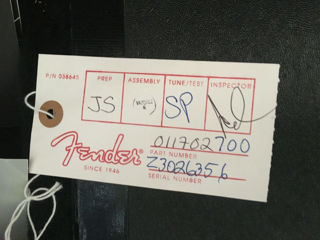 P/N 038645
PREP ASSEMBLY TUNE/TEST INSPECTOR
JS SP
Fender®
SINCE 1946
011702700
PART NUMBER
Z3026356
SERIAL NUMBER